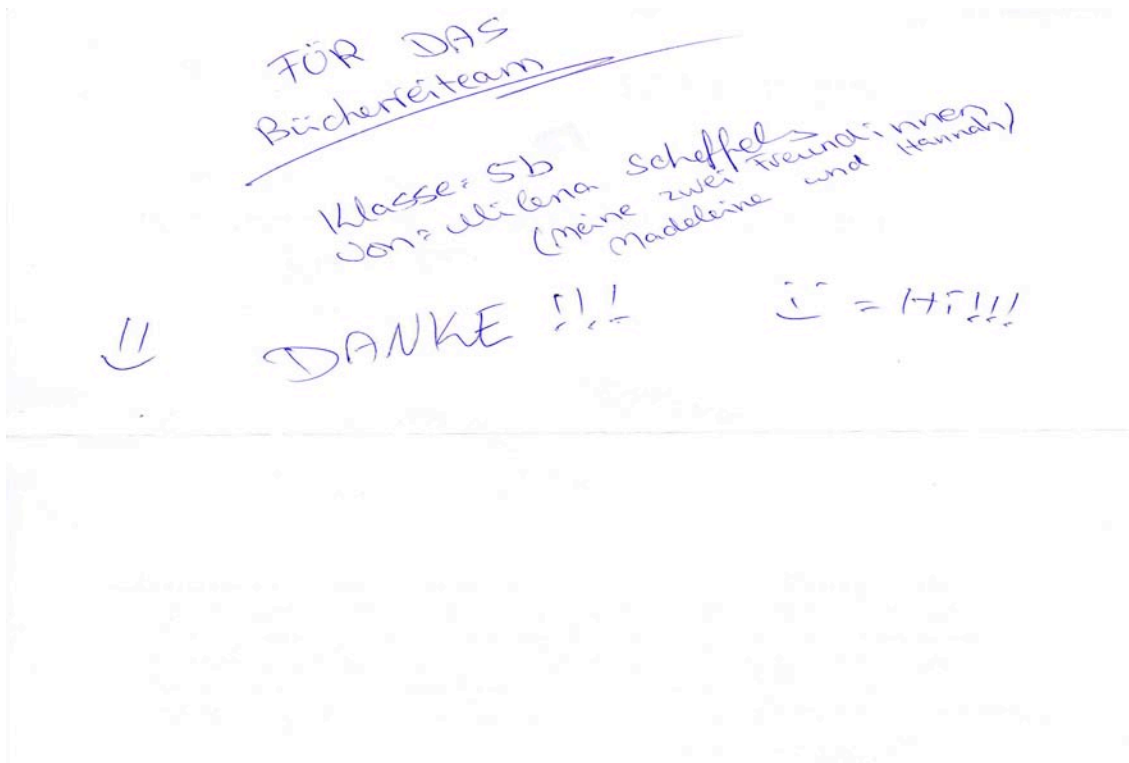 FÜR DAS
Büchereiteam
Klasse: 5b
Von: Milena Scheffels
(meine zwei Freundinnen
Madeleine und Hannah)
DANKE !!!
= Hi!!!